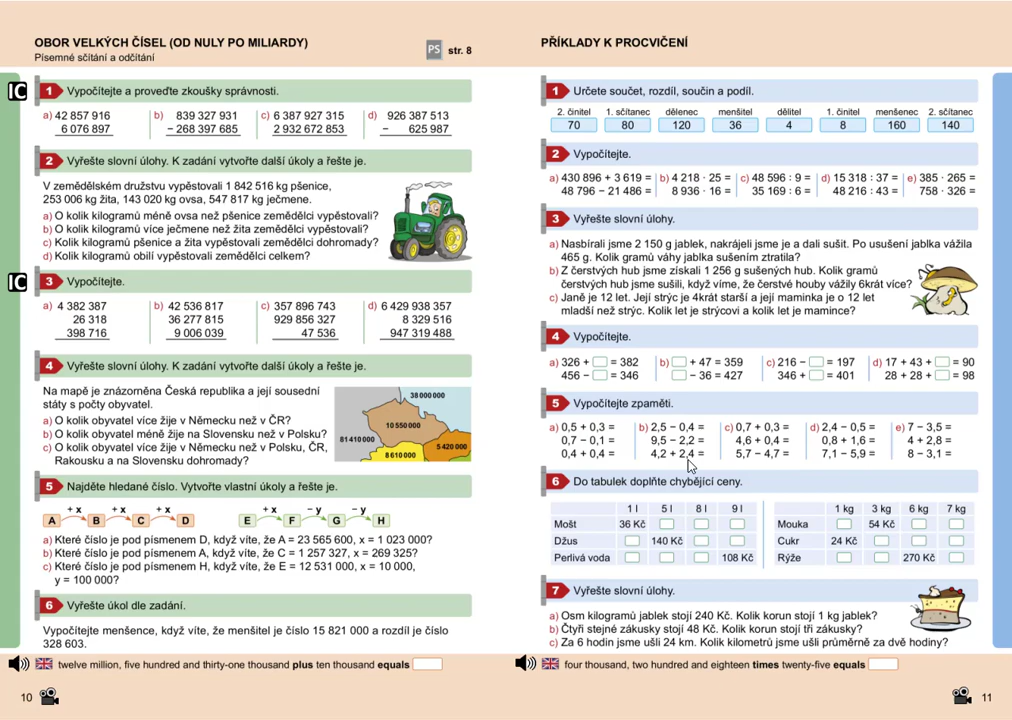 OBOR VELKÝCH ČÍSEL (OD NULY PO MILIARDY)
Písemné sčítání a odčítání
PS str. 8
IC
1 Vypočítejte a proveďte zkoušky správnosti.
a) 42 857 916 b) 839 327 931 c) 6 387 927 315 d) 926 387 513
6 076 897 − 268 397 685 2 932 672 853 − 625 987
2 Vyřešte slovní úlohy. K zadání vytvořte další úkoly a řešte je.
V zemědělském družstvu vypěstovali 1 842 516 kg pšenice,
253 006 kg žita, 143 020 kg ovsa, 547 817 kg ječmene.
a) O kolik kilogramů méně ovsa než pšenice zemědělci vypěstovali?
b) O kolik kilogramů více ječmene než žita zemědělci vypěstovali?
c) Kolik kilogramů pšenice a žita vypěstovali zemědělci dohromady?
d) Kolik kilogramů obilí vypěstovali zemědělci celkem?
IC
3 Vypočítejte.
a) 4 382 387 b) 42 536 817 c) 357 896 743 d) 6 429 938 357
26 318 36 277 815 929 856 327 8 329 516
398 716 9 006 039 47 536 947 319 488
4 Vyřešte slovní úlohy. K zadání vytvořte další úkoly a řešte je.
Na mapě je znázorněna Česká republika a její sousední
státy s počty obyvatel.
a) O kolik obyvatel více žije v Německu než v ČR?
b) O kolik obyvatel méně žije na Slovensku než v Polsku?
c) O kolik obyvatel více žije v Německu než v Polsku, ČR,
Rakousku a na Slovensku dohromady?
38 000 000
10 550 000
81 410 000
5 420 000
8 610 000
5 Najděte hledané číslo. Vytvořte vlastní úkoly a řešte je.
+ x + x + x + x − y − y
A B C D E F G H
a) Které číslo je pod písmenem D, když víte, že A = 23 565 600, x = 1 023 000?
b) Které číslo je pod písmenem A, když víte, že C = 1 257 327, x = 269 325?
c) Které číslo je pod písmenem H, když víte, že E = 12 531 000, x = 10 000,
y = 100 000?
6 Vyřešte úkol dle zadání.
Vypočítejte menšence, když víte, že menšitel je číslo 15 821 000 a rozdíl je číslo
328 603.
twelve million, five hundred and thirty-one thousand plus ten thousand equals
10
PŘÍKLADY K PROCVIČENÍ
1 Určete součet, rozdíl, součin a podíl.
2. činitel 1. sčítanec dělenec menšitel dělitel 1. činitel menšenec 2. sčítanec
70 80 120 36 4 8 160 140
2 Vypočítejte.
a) 430 896 + 3 619 = b) 4 218 · 25 = c) 48 596 : 9 = d) 15 318 : 37 = e) 385 · 265 =
48 796 − 21 486 = 8 936 · 16 = 35 169 : 6 = 48 216 : 43 = 758 · 326 =
3 Vyřešte slovní úlohy.
a) Nasbírali jsme 2 150 g jablek, nakrájeli jsme je a dali sušit. Po usušení jablka vážila
465 g. Kolik gramů váhy jablka sušením ztratila?
b) Z čerstvých hub jsme získali 1 256 g sušených hub. Kolik gramů
čerstvých hub jsme sušili, když víme, že čerstvé houby vážily 6krát více?
c) Janě je 12 let. Její strýc je 4krát starší a její maminka je o 12 let
mladší než strýc. Kolik let je strýcovi a kolik let je mamince?
4 Vypočítejte.
a) 326 + = 382 b) + 47 = 359 c) 216 − = 197 d) 17 + 43 + = 90
456 − = 346 − 36 = 427 346 + = 401 28 + 28 + = 98
5 Vypočítejte zpaměti.
a) 0,5 + 0,3 = b) 2,5 − 0,4 = c) 0,7 + 0,3 = d) 2,4 − 0,5 = e) 7 − 3,5 =
0,7 − 0,1 = 9,5 − 2,2 = 4,6 + 0,4 = 0,8 + 1,6 = 4 + 2,8 =
0,4 + 0,4 = 4,2 + 2,4 = 5,7 − 4,7 = 7,1 − 5,9 = 8 − 3,1 =
6 Do tabulek doplňte chybějící ceny.
1 l 5 l 8 l 9 l 1 kg 3 kg 6 kg 7 kg
Mošt 36 Kč Mouka 54 Kč
Džus 140 Kč Cukr 24 Kč
Perlivá voda 108 Kč Rýže 270 Kč
7 Vyřešte slovní úlohy.
a) Osm kilogramů jablek stojí 240 Kč. Kolik korun stojí 1 kg jablek?
b) Čtyři stejné zákusky stojí 48 Kč. Kolik korun stojí tři zákusky?
c) Za 6 hodin jsme ušli 24 km. Kolik kilometrů jsme ušli průměrně za dvě hodiny?
four thousand, two hundred and eighteen times twenty-five equals
11